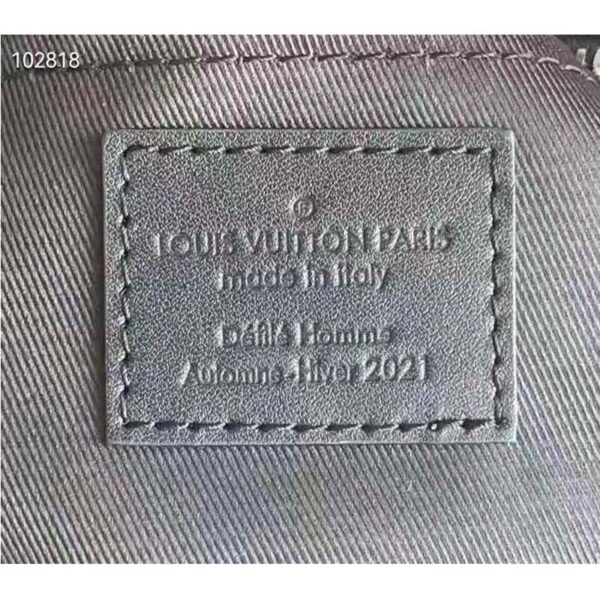 102818
®
LOUIS VUITTON PARIS
made in Italy
Défilé Homme
Automne-Hiver 2021